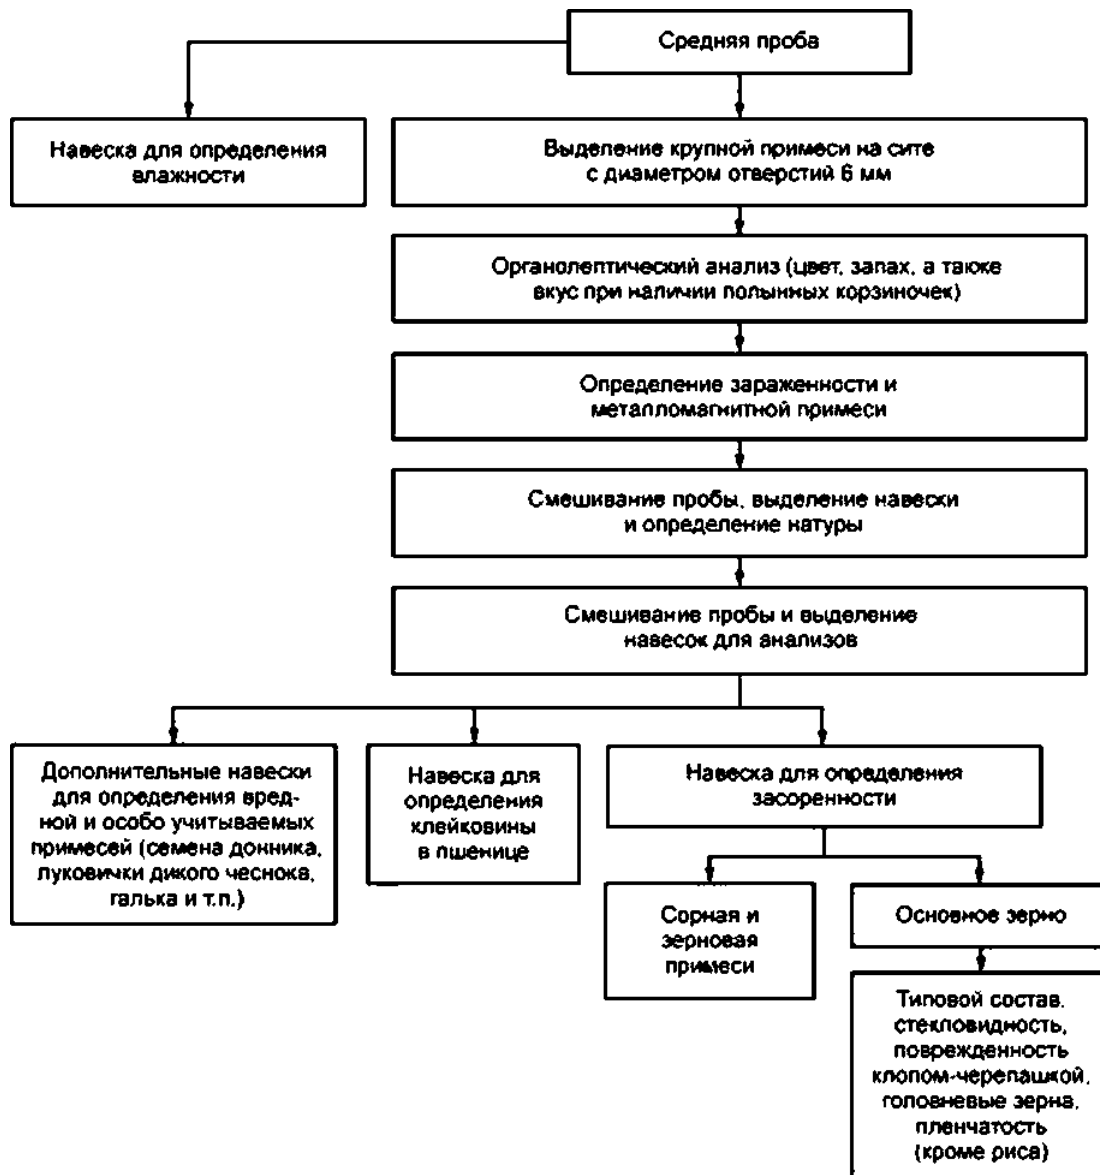 Средняя проба
Навеска для определения
влажности
Выделение крупной примеси на сите
с диаметром отверстий 6 мм
Органолептический анализ (цвет, запах, а также
вкус при наличии полынных корзиночек)
Определение зараженности и
металломагнитной примеси
Смешивание пробы, выделение навески
и определение натуры
Смешивание пробы и выделение
навесок для анализов
Дополнительные навески
для определения вред-
ной и особо учитываемых
примесей (семена донника,
луковички дикого чеснока,
галька и т.п.)
Навеска для
определения
клейковины
в пшенице
Навеска для определения
засоренности
Сорная и
зерновая
примеси
Основное зерно
Типовой состав,
стекловидность,
поврежденность
клопом-черепашкой,
головневые зерна,
пленчатость
(кроме риса)